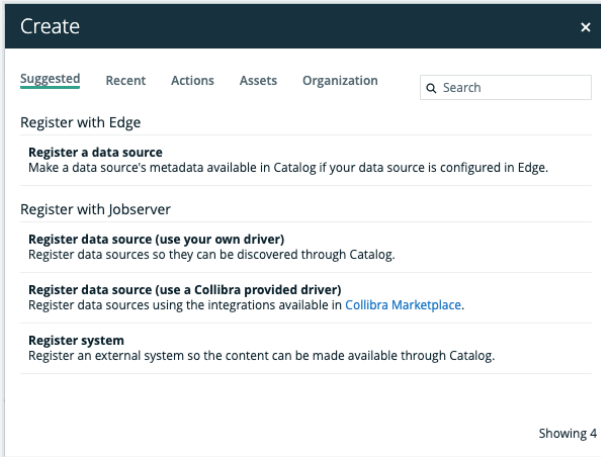 Create
×
Suggested Recent Actions Assets Organization
Search
Register with Edge
Register a data source
Make a data source's metadata available in Catalog if your data source is configured in Edge.
Register with Jobserver
Register data source (use your own driver)
Register data sources so they can be discovered through Catalog.
Register data source (use a Collibra provided driver)
Register data sources using the integrations available in Collibra Marketplace.
Register system
Register an external system so the content can be made available through Catalog.
Showing 4